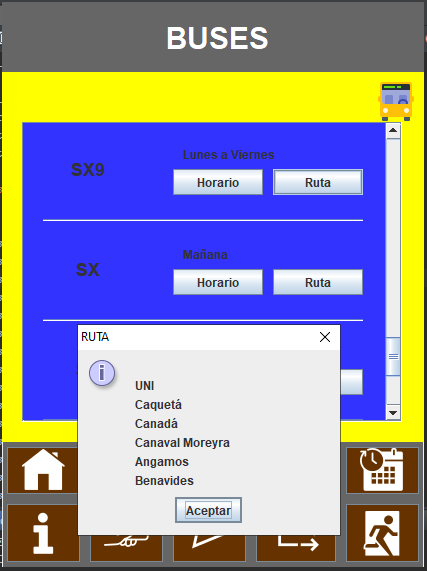 BUSES
SX9
Lunes a Viernes
Horario
Ruta
SX
Mañana
Horario
Ruta
RUTA
UNI
Caquetá
Canadá
Canaval Moreyra
Angamos
Benavides
Aceptar